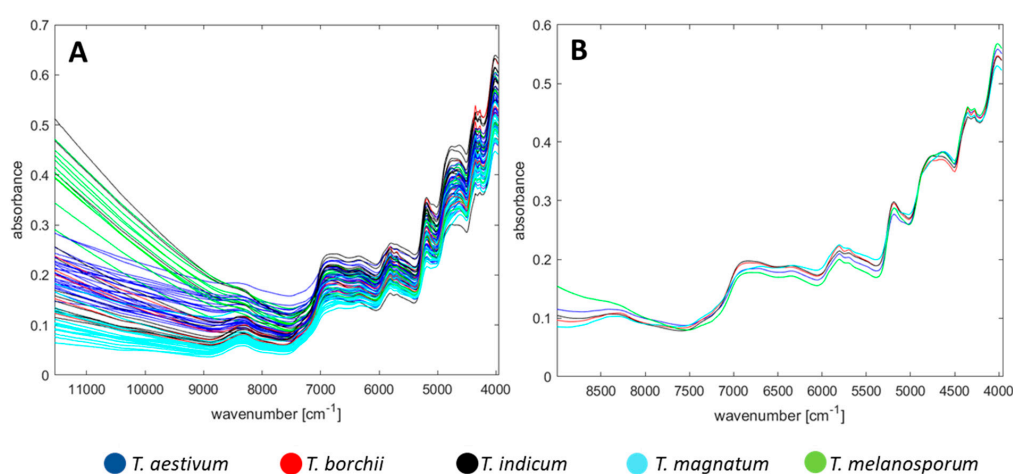 A
0.7
0.6
0.5
0.4
0.3
0.2
0.1
0
absorbance
11000 10000 9000 8000 7000 6000 5000 4000
wavenumber [cm-1]
B
0.6
0.5
0.4
0.3
0.2
0.1
0
absorbance
8500 8000 7500 7000 6500 6000 5500 5000 4500 4000
wavenumber [cm-1]
T. aestivum T. borchii T. indicum T. magnatum T. melanosporum